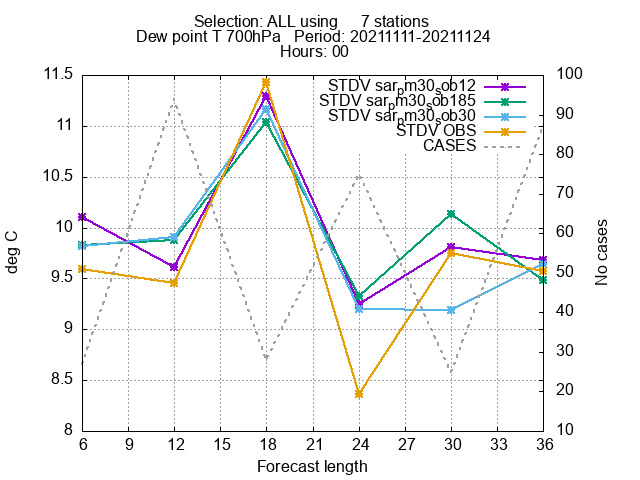 Selection: ALL using 7 stations
Dew point T 700hPa Period: 20211111-20211124
Hours: 00
STDV sarpm30sob12
STDV sarpm30sob185
STDV sarpm30sob30
STDV OBS
CASES
11.5
11
10.5
10
9.5
9
8.5
8
deg C
100
90
80
70
60
50
40
30
20
10
No cases
6 9 12 15 18 21 24 27 30 33 36
Forecast length